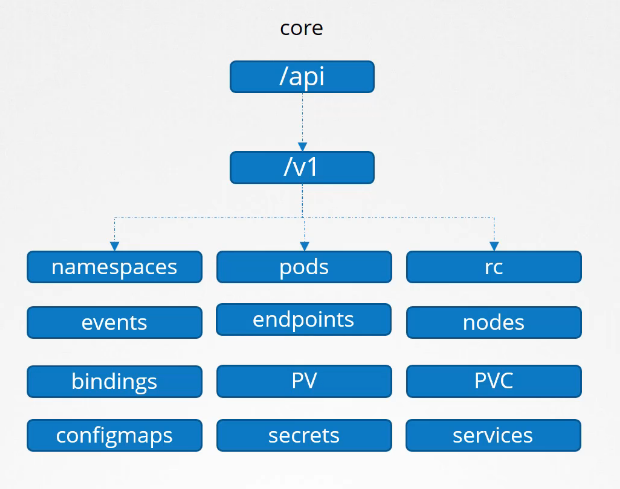 core
/api
/v1
namespaces
pods
rc
events
endpoints
nodes
bindings
PV
PVC
configmaps
secrets
services